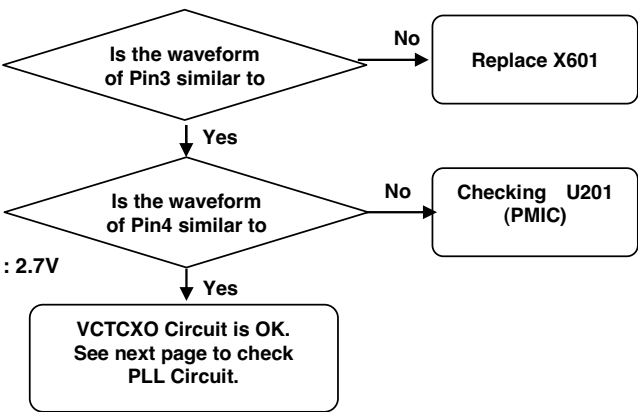 Is the waveform
of Pin3 similar to
No
Replace X601
Yes
Is the waveform
of Pin4 similar to
No
Checking U201
(PMIC)
: 2.7V
Yes
VCTCXO Circuit is OK.
See next page to check
PLL Circuit.